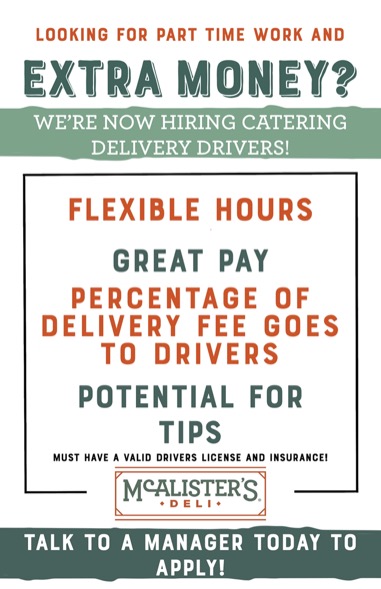 LOOKING FOR PART TIME WORK AND
EXTRA MONEY?
WE'RE NOW HIRING CATERING
DELIVERY DRIVERS!
FLEXIBLE HOURS
GREAT PAY
PERCENTAGE OF
DELIVERY FEE GOES
TO DRIVERS
POTENTIAL FOR
TIPS
MUST HAVE A VALID DRIVERS LICENSE AND INSURANCE!
McALISTER'S®
DELI
TALK TO A MANAGER TODAY TO
APPLY!